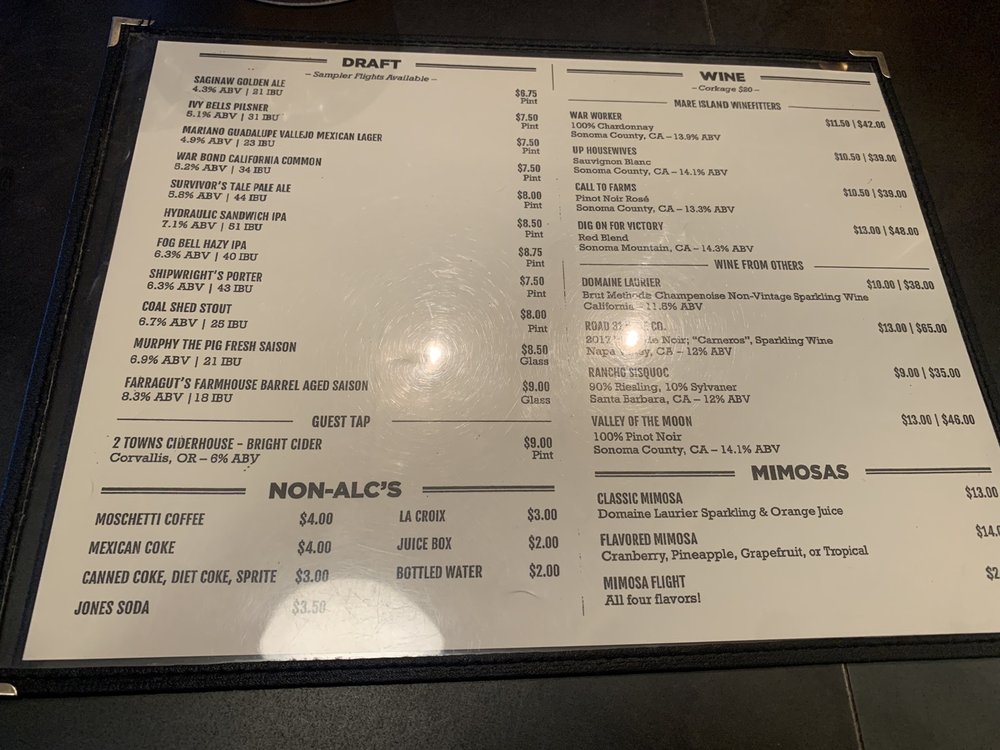 DRAFT
– Sampler Flights Available –
SAGINAW GOLDEN ALE $6.75
4.3% ABV | 21 IBU Pint
IVY BELLS PILSNER $7.50
5.1% ABV | 31 IBU Pint
MARIANO GUADALUPE VALLEJO MEXICAN LAGER $7.50
4.9% ABV | 23 IBU Pint
WAR BOND CALIFORNIA COMMON $7.50
5.2% ABV | 34 IBU Pint
SURVIVOR'S TALE PALE ALE $8.00
5.8% ABV | 44 IBU Pint
HYDRAULIC SANDWICH IPA $8.50
7.1% ABV | 51 IBU Pint
FOG BELL HAZY IPA $8.75
6.3% ABV | 40 IBU Pint
SHIPWRIGHT'S PORTER $7.50
6.3% ABV | 43 IBU Pint
COAL SHED STOUT $8.00
6.7% ABV | 25 IBU Pint
MURPHY THE PIG FRESH SAISON $8.50
6.9% ABV | 21 IBU Glass
FARRAGUT'S FARMHOUSE BARREL AGED SAISON $9.00
8.3% ABV | 18 IBU Glass
GUEST TAP
2 TOWNS CIDERHOUSE - BRIGHT CIDER $9.00
Corvallis, OR – 6% ABV Pint
NON-ALC'S
MOSCHETTI COFFEE $4.00
MEXICAN COKE $4.00
CANNED COKE, DIET COKE, SPRITE $3.00
JONES SODA $3.50
LA CROIX $3.00
JUICE BOX $2.00
BOTTLED WATER $2.00
WINE
– Corkage $20 –
MARE ISLAND WINEFITTERS
WAR WORKER $11.50 | $42.00
100% Chardonnay
Sonoma County, CA – 13.9% ABV
UP HOUSEWIVES $10.50 | $39.00
Sauvignon Blanc
Sonoma County, CA – 14.1% ABV
CALL TO FARMS $10.50 | $39.00
Pinot Noir Rosé
Sonoma County, CA – 13.3% ABV
DIG ON FOR VICTORY $13.00 | $48.00
Red Blend
Sonoma Mountain, CA – 14.3% ABV
WINE FROM OTHERS
DOMAINE LAURIER $10.00 | $38.00
Brut Methode Champenoise Non-Vintage Sparkling Wine
California – 11.5% ABV
ROAD 31 CO. $13.00 | $65.00
2017 de Noir; "Carneros", Sparkling Wine
Napa Valley, CA – 12% ABV
RANCHO SISQUOC $9.00 | $35.00
90% Riesling, 10% Sylvaner
Santa Barbara, CA – 12% ABV
VALLEY OF THE MOON $13.00 | $46.00
100% Pinot Noir
Sonoma County, CA – 14.1% ABV
MIMOSAS
CLASSIC MIMOSA $13.00
Domaine Laurier Sparkling & Orange Juice
FLAVORED MIMOSA
Cranberry, Pineapple, Grapefruit, or Tropical
MIMOSA FLIGHT
All four flavors!